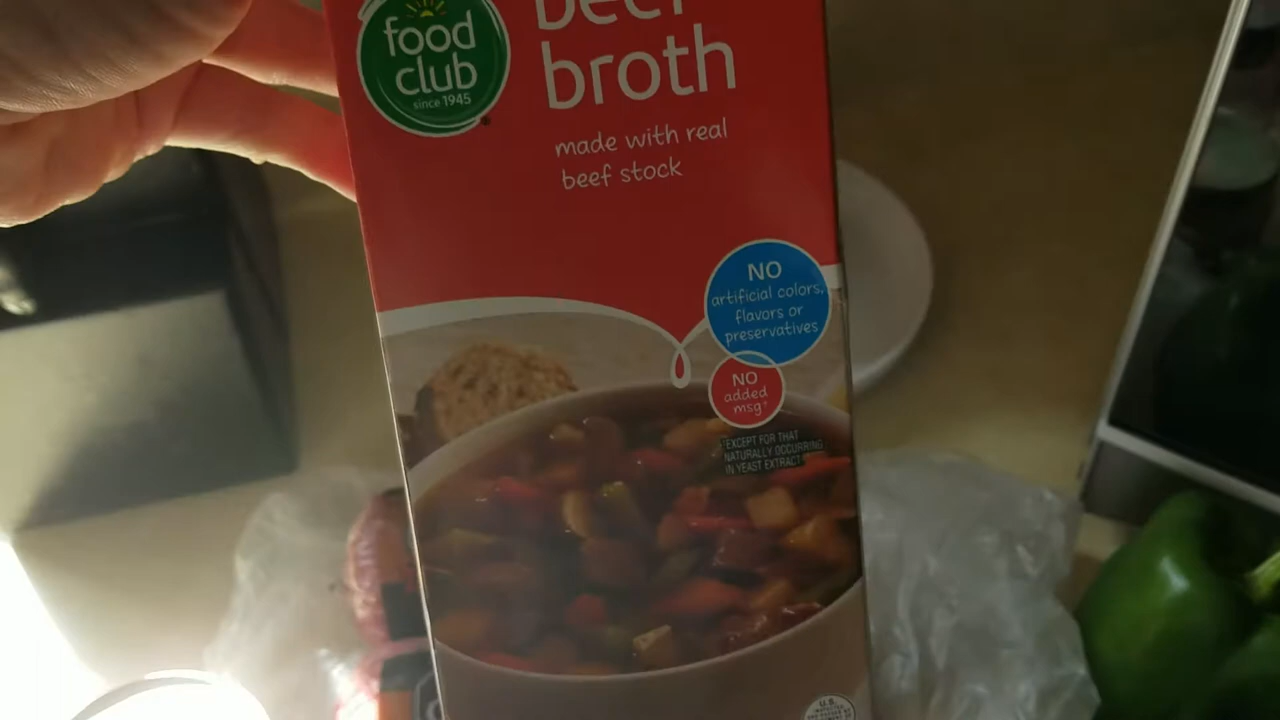 food
club
since 1945
beef
broth
made with real
beef stock
NO
artificial colors,
flavors or
preservatives
NO
added
msg*
*EXCEPT FOR THAT
NATURALLY OCCURRING
IN YEAST EXTRACT
U.S.